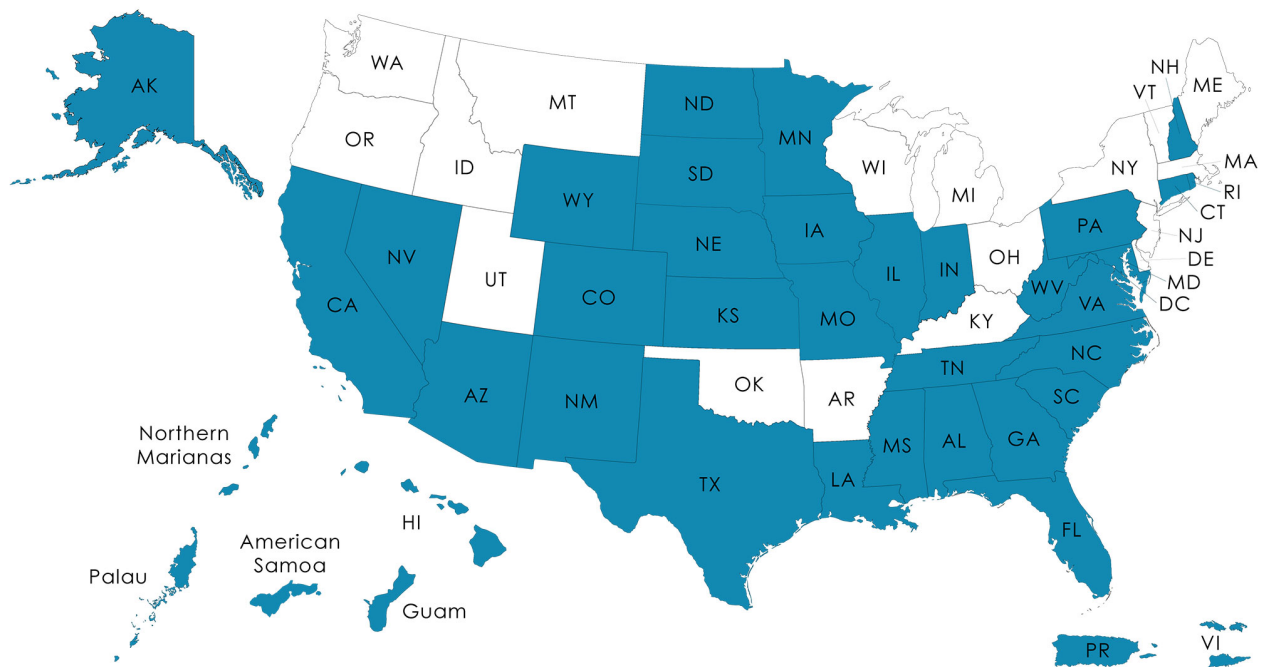 AK
WA
MT
ND
MN
OR
ID
WY
SD
WI
MI
NY
VT
NH
ME
MA
RI
CT
NJ
DE
MD
DC
PA
NV
UT
CO
NE
IA
IL
IN
OH
WV
VA
CA
KS
MO
KY
AZ
NM
OK
AR
TN
NC
SC
TX
LA
MS
AL
GA
FL
Northern
Marianas
HI
American
Samoa
Palau
Guam
PR
VI